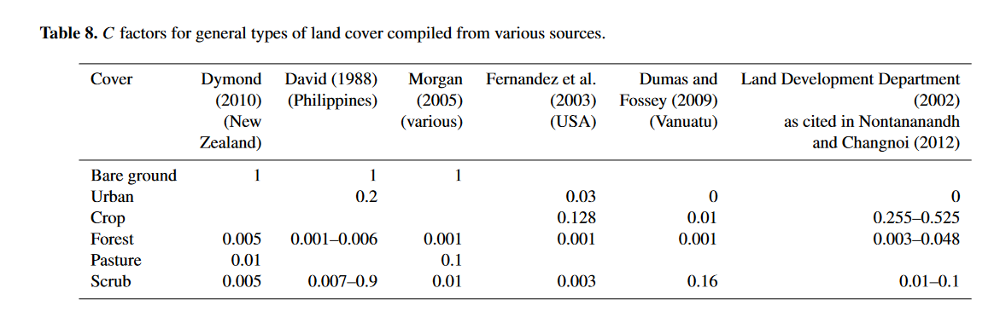 Table 8. C factors for general types of land cover compiled from various sources.
Cover Dymond David (1988) Morgan Fernandez et al. Dumas and Land Development Department
(2010) (Philippines) (2005) (2003) Fossey (2009) (2002)
(New (various) (USA) (Vanuatu) as cited in Nontananandh
Zealand) and Changnoi (2012)
Bare ground 1 1 1
Urban 0.2 0.03 0 0
Crop 0.128 0.01 0.255–0.525
Forest 0.005 0.001–0.006 0.001 0.001 0.001 0.003–0.048
Pasture 0.01 0.1
Scrub 0.005 0.007–0.9 0.01 0.003 0.16 0.01–0.1